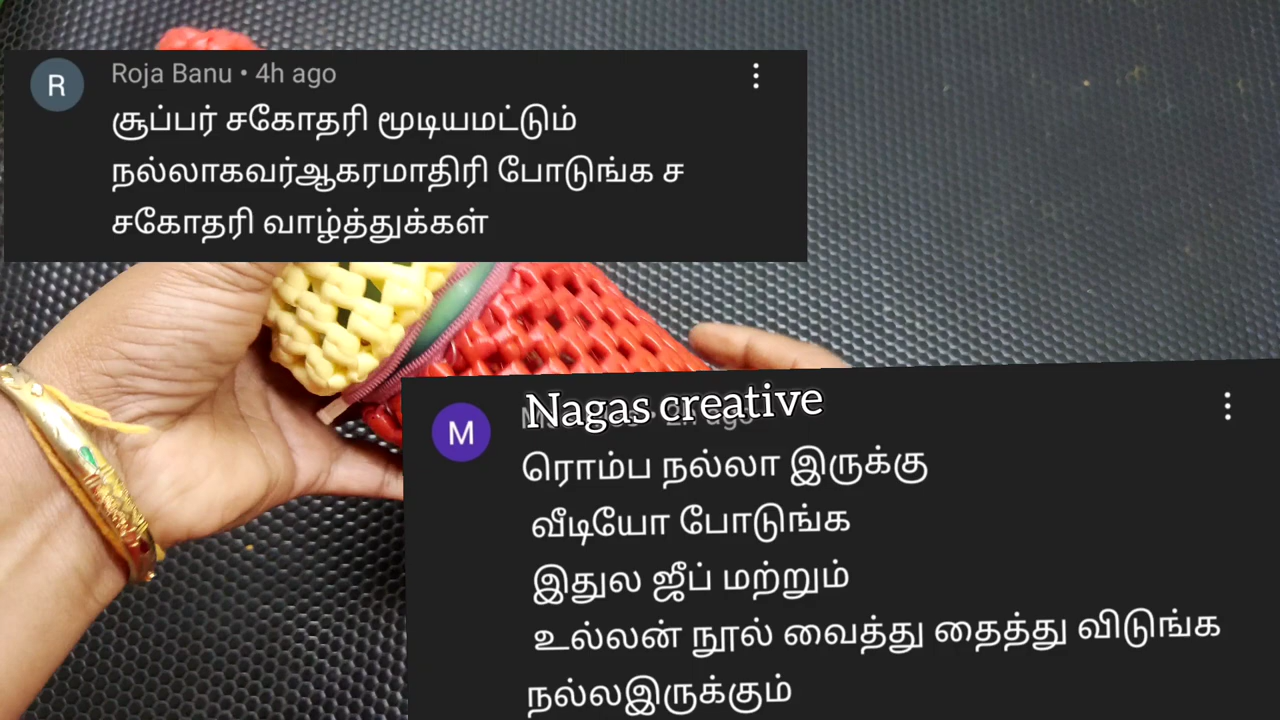 R
Roja Banu • 4h ago
சூப்பர் சகோதரி மூடியமட்டும்
நல்லாகவர்ஆகரமாதிரி போடுங்க ச
சகோதரி வாழ்த்துக்கள்
Nagas creative
M
ரொம்ப நல்லா இருக்கு
வீடியோ போடுங்க
இதுல ஜீப் மற்றும்
உல்லன் நூல் வைத்து தைத்து விடுங்க
நல்லஇருக்கும்